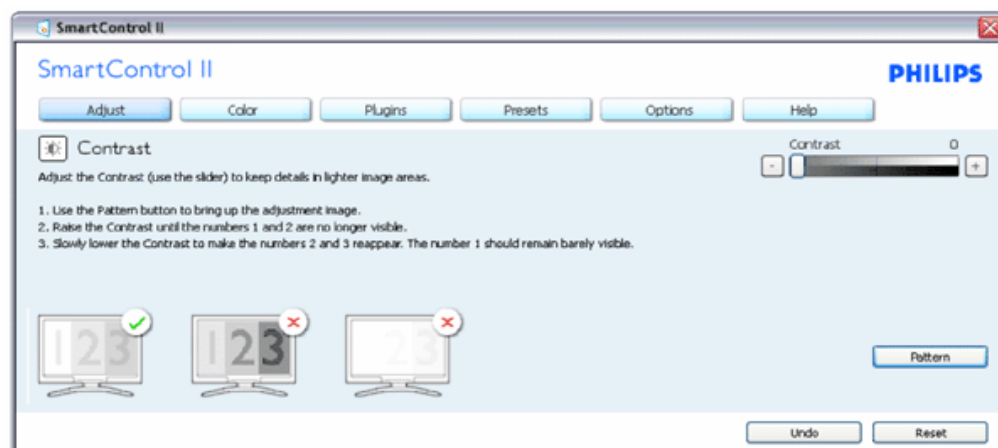 SmartControl II
SmartControl II
PHILIPS
Adjust Color Plugins Presets Options Help
Contrast
Contrast 0
- +
Adjust the Contrast (use the slider) to keep details in lighter image areas.
1. Use the Pattern button to bring up the adjustment image.
2. Raise the Contrast until the numbers 1 and 2 are no longer visible.
3. Slowly lower the Contrast to make the numbers 2 and 3 reappear. The number 1 should remain barely visible.
123 123 23
Pattern
Undo Reset